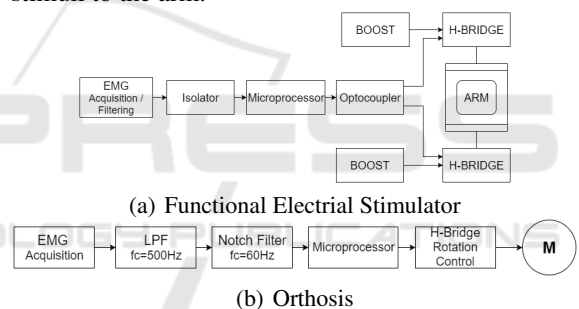 stimuli to the arm.
BOOST
H-BRIDGE
EMG
Acquisition /
Filtering
Isolator
Microprocessor
Optocoupler
ARM
BOOST
H-BRIDGE
(a) Functional Electrial Stimulator
EMG
Acquisition
LPF
fc=500Hz
Notch Filter
fc=60Hz
Microprocessor
H-Bridge
Rotation
Control
M
(b) Orthosis